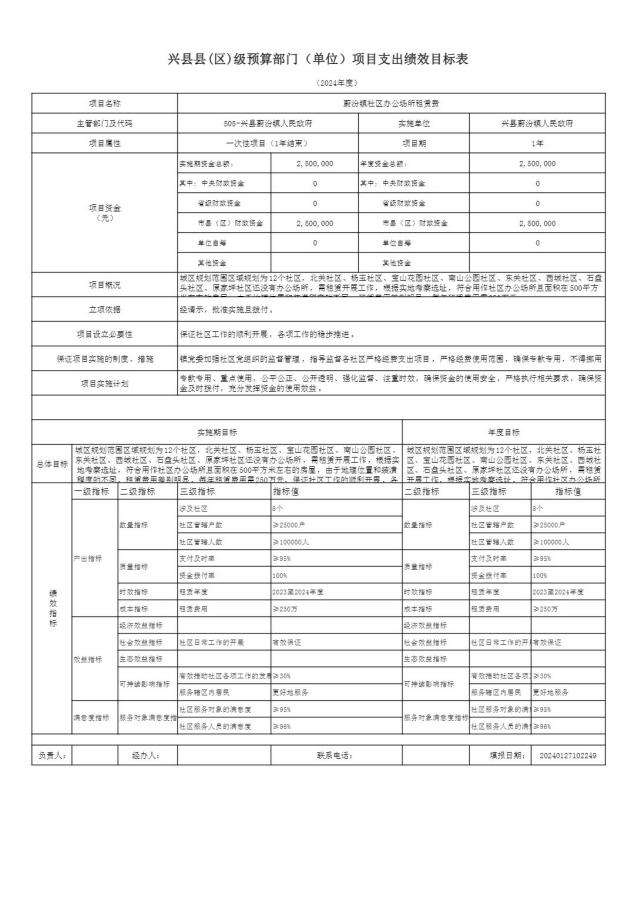 兴县县(区)级预算部门（单位）项目支出绩效目标表
（2024年度）
项目名称 蔚汾镇社区办公场所租赁费
主管部门及代码 505-兴县蔚汾镇人民政府 实施单位 兴县蔚汾镇人民政府
项目属性 一次性项目（1年结束） 项目期 1年
项目资金（元） 实施期资金总额： 2,500,000 年度资金总额： 2,500,000
其中：中央财政资金 0 其中：中央财政资金 0
省级财政资金 0 省级财政资金 0
市县（区）财政资金 2,500,000 市县（区）财政资金 2,500,000
单位自筹 0 单位自筹 0
其他资金 其他资金
项目概况 城区规划范围区域规划为12个社区，北关社区、杨玉社区、宝山花园社区、南山公园社区、东关社区、西城社区、石盘
头社区、原家坪社区还没有办公场所，需租赁开展工作，根据实地考察选址，符合用作社区办公场所且面积在500平方
立项依据 经请示，批准实施且拨付。
项目设立必要性 保证社区工作的顺利开展，各项工作的稳步推进。
保证项目实施的制度、措施 镇党委加强社区党组织的监督管理，指导监督各社区严格经费支出项目，严格经费使用范围，确保专款专用，不得挪用
项目实施计划 专款专用、重点使用，公平公正、公开透明、强化监督、注重时效，确保资金的使用安全，严格执行相关要求，确保资
金及时拨付，充分发挥资金的使用效益。
实施期目标 年度目标
总体目标 城区规划范围区域规划为12个社区，北关社区、杨玉社区、宝山花园社区、南山公园社区、 城区规划范围区域规划为12个社区，北关社区、杨玉社
东关社区、西城社区、石盘头社区、原家坪社区还没有办公场所，需租赁开展工作，根据实 区、宝山花园社区、南山公园社区、东关社区、西城社
地考察选址，符合用作社区办公场所且面积在500平方米左右的房屋，由于地理位置和装潢 区、石盘头社区、原家坪社区还没有办公场所，需租赁
程度的不同，租赁费用差别明显，每年租赁费用需250万元，保证社区工作的顺利开展，各 开展工作，根据实地考察选址，符合用作社区办公场所
绩效指标 一级指标 二级指标 三级指标 指标值 二级指标 三级指标 指标值
产出指标 数量指标 涉及社区 8个 数量指标 涉及社区 8个
社区管辖户数 ≥25000户 社区管辖户数 ≥25000户
社区管辖人数 ≥100000人 社区管辖人数 ≥100000人
质量指标 支付及时率 ≥95% 质量指标 支付及时率 ≥95%
资金拨付率 100% 资金拨付率 100%
时效指标 租赁年度 2023至2024年度 时效指标 租赁年度 2023至2024年度
成本指标 租赁费用 ≥250万 成本指标 租赁费用 ≥250万
效益指标 经济效益指标 经济效益指标
社会效益指标 社区日常工作的开展 有效保证 社会效益指标 社区日常工作的开 有效保证
生态效益指标 生态效益指标
可持续影响指标 有效推动社区各项工作的发展 ≥30% 可持续影响指标 有效推动社区各项 ≥30%
服务辖区内居民 更好地服务 服务辖区内居民 更好地服务
满意度指标 服务对象满意度指标 社区服务对象的满意度 ≥95% 服务对象满意度指标 社区服务对象的满 ≥95%
社区服务人员的满意度 ≥96% 社区服务人员的满 ≥96%
负责人： 经办人： 联系电话： 填报日期： 20240127102249